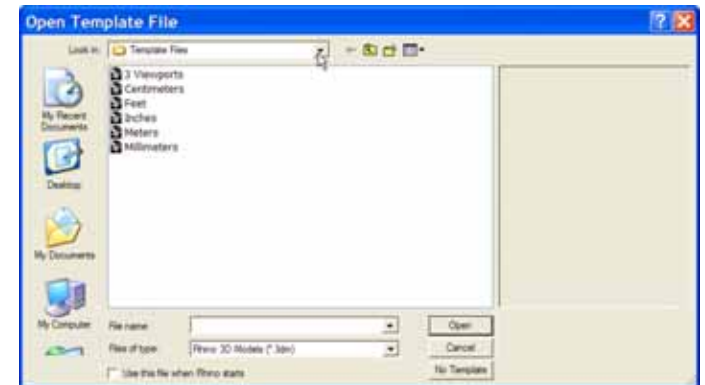 Open Template File
Look in: Template Files
3 Viewports
Centimeters
Feet
Inches
Meters
Millimeters
My Recent
Documents
Desktop
My Documents
My Computer
File name:
Open
Files of type: Rhino 3D Models (*.3dm)
Cancel
Use this file when Rhino starts
No Template